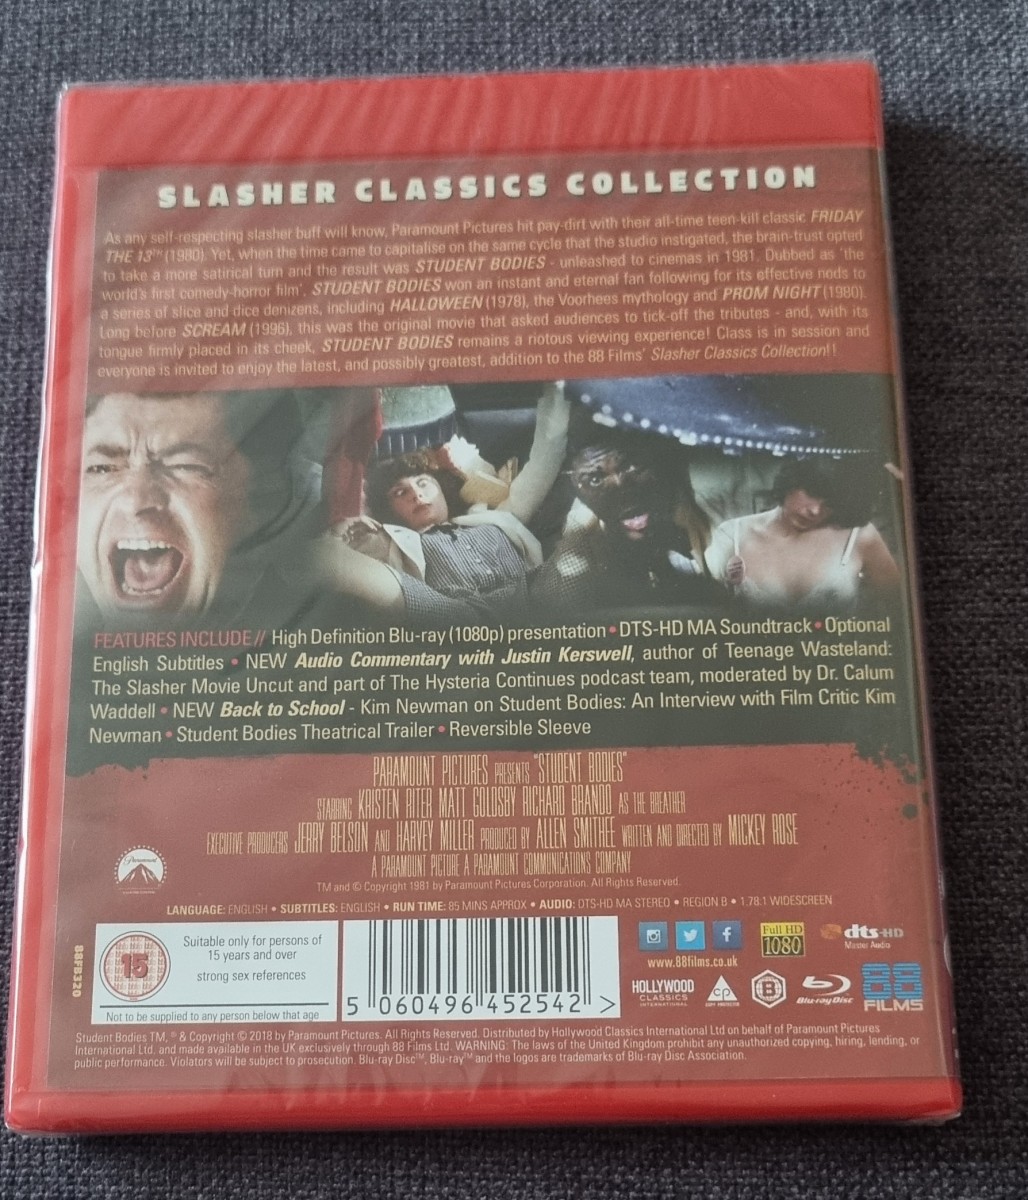 SLASHER CLASSICS COLLECTION
As any self-respecting slasher buff will know, Paramount Pictures hit pay-dirt with their all-time teen-kill classic FRIDAY
THE 13TH (1980). Yet, when the time came to capitalise on the same cycle that the studio instigated, the brain-trust opted
to take a more satirical turn and the result was STUDENT BODIES - unleashed to cinemas in 1981. Dubbed as 'the
world's first comedy-horror film', STUDENT BODIES won an instant and eternal fan following for its effective nods to
a series of slice and dice denizens, including HALLOWEEN (1978), the Voorhees mythology and PROM NIGHT (1980).
Long before SCREAM (1996), this was the original movie that asked audiences to tick-off the tributes - and, with its
tongue firmly placed in its cheek, STUDENT BODIES remains a riotous viewing experience! Class is in session and
everyone is invited to enjoy the latest, and possibly greatest, addition to the 88 Films' Slasher Classics Collection!!
FEATURES INCLUDE // High Definition Blu-ray (1080p) presentation • DTS-HD MA Soundtrack • Optional
English Subtitles • NEW Audio Commentary with Justin Kerswell, author of Teenage Wasteland:
The Slasher Movie Uncut and part of The Hysteria Continues podcast team, moderated by Dr. Calum
Waddell • NEW Back to School - Kim Newman on Student Bodies: An Interview with Film Critic Kim
Newman • Student Bodies Theatrical Trailer • Reversible Sleeve
PARAMOUNT PICTURES PRESENTS "STUDENT BODIES"
STARRING KRISTEN RITER MATT GOLDSBY RICHARD BRANDO AS THE BREATHER
EXECUTIVE PRODUCERS JERRY BELSON AND HARVEY MILLER PRODUCED BY ALLEN SMITHEE WRITTEN AND DIRECTED BY MICKEY ROSE
A PARAMOUNT PICTURE A PARAMOUNT COMMUNICATIONS COMPANY
Paramount
TM and © Copyright 1981 by Paramount Pictures Corporation. All Rights Reserved.
LANGUAGE: ENGLISH • SUBTITLES: ENGLISH • RUN TIME: 85 MINS APPROX • AUDIO: DTS-HD MA STEREO • REGION B • 1.78.1 WIDESCREEN
88FB320
15
Suitable only for persons of
15 years and over
strong sex references
Not to be supplied to any person below that age
5 060496 452542 >
www.88films.co.uk
Full HD
1080
dts-HD
Master Audio
HOLLYWOOD
CLASSICS
INTERNATIONAL
B
Blu-ray Disc
88
FILMS
Student Bodies TM, ® & Copyright © 2018 by Paramount Pictures. All Rights Reserved. Distributed by Hollywood Classics International Ltd on behalf of Paramount Pictures
International Ltd. and made available in the UK exclusively through 88 Films Ltd. WARNING: The laws of the United Kingdom prohibit any unauthorized copying, hiring, lending, or
public performance. Violators will be subject to prosecution. Blu-ray Disc™, Blu-ray™ and the logos are trademarks of Blu-ray Disc Association.